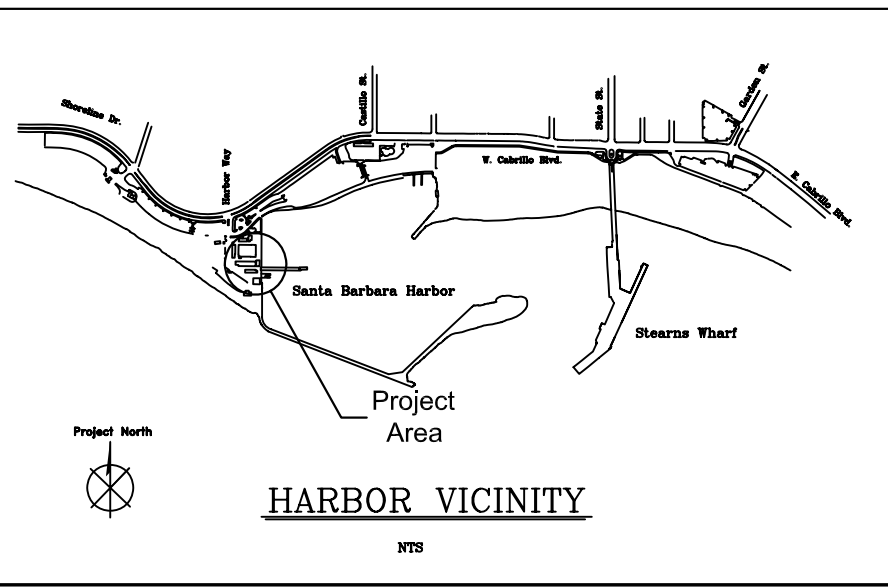 Shoreline Dr.
Harbor Way
Castillo St.
State St.
Garden St.
W. Cabrillo Blvd.
E. Cabrillo Blvd.
Santa Barbara Harbor
Stearns Wharf
Project
Area
Project North
HARBOR VICINITY
NTS